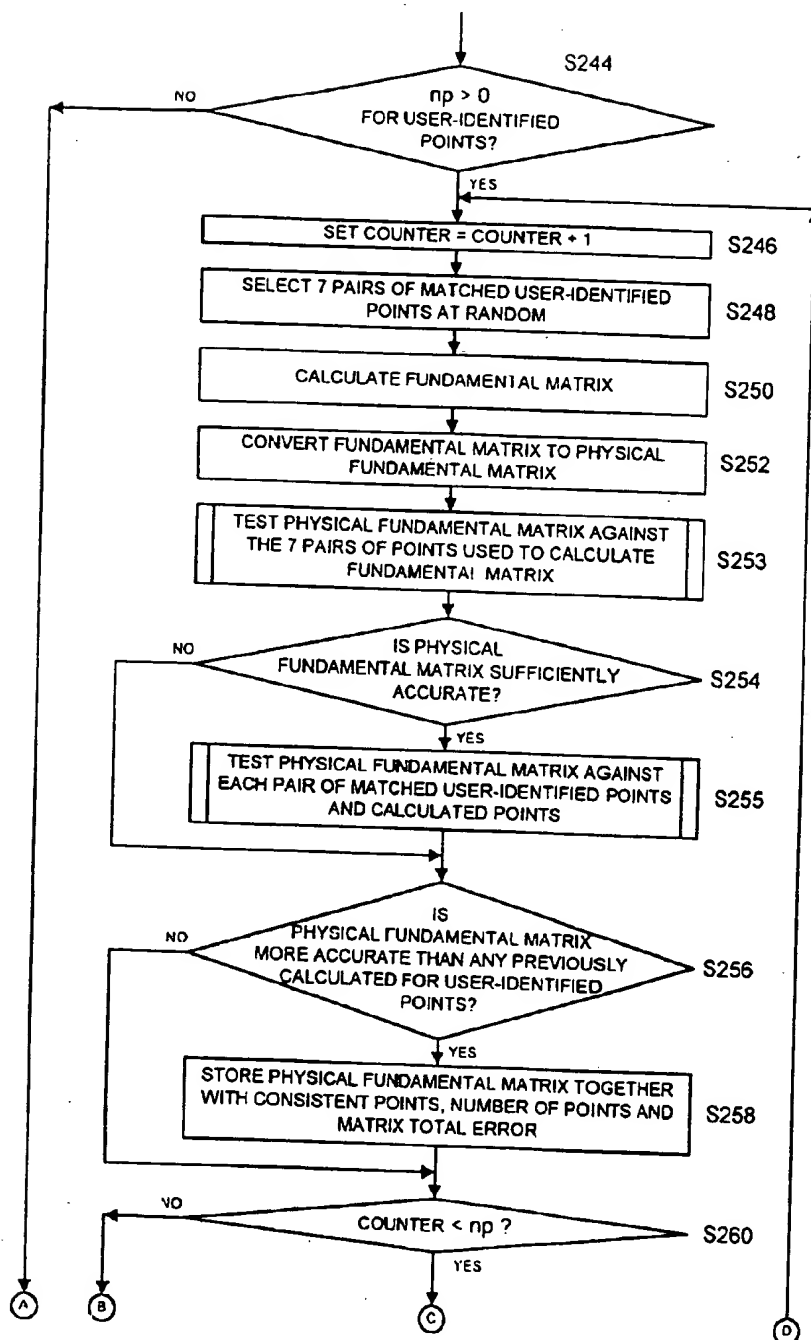 S244
NO
np > 0
FOR USER-IDENTIFIED
POINTS?
YES
SET COUNTER = COUNTER + 1
S246
SELECT 7 PAIRS OF MATCHED USER-IDENTIFIED
POINTS AT RANDOM
S248
CALCULATE FUNDAMENTAL MATRIX
S250
CONVERT FUNDAMENTAL MATRIX TO PHYSICAL
FUNDAMENTAL MATRIX
S252
TEST PHYSICAL FUNDAMENTAL MATRIX AGAINST
THE 7 PAIRS OF POINTS USED TO CALCULATE
FUNDAMENTAL MATRIX
S253
NO
IS PHYSICAL
FUNDAMENTAL MATRIX SUFFICIENTLY
ACCURATE?
S254
YES
TEST PHYSICAL FUNDAMENTAL MATRIX AGAINST
EACH PAIR OF MATCHED USER-IDENTIFIED POINTS
AND CALCULATED POINTS
S255
IS
NO
PHYSICAL FUNDAMENTAL MATRIX
MORE ACCURATE THAN ANY PREVIOUSLY
CALCULATED FOR USER-IDENTIFIED
POINTS?
S256
YES
STORE PHYSICAL FUNDAMENTAL MATRIX TOGETHER
WITH CONSISTENT POINTS, NUMBER OF POINTS AND
MATRIX TOTAL ERROR
S258
NO
COUNTER < np ?
S260
YES
A
B
C
D